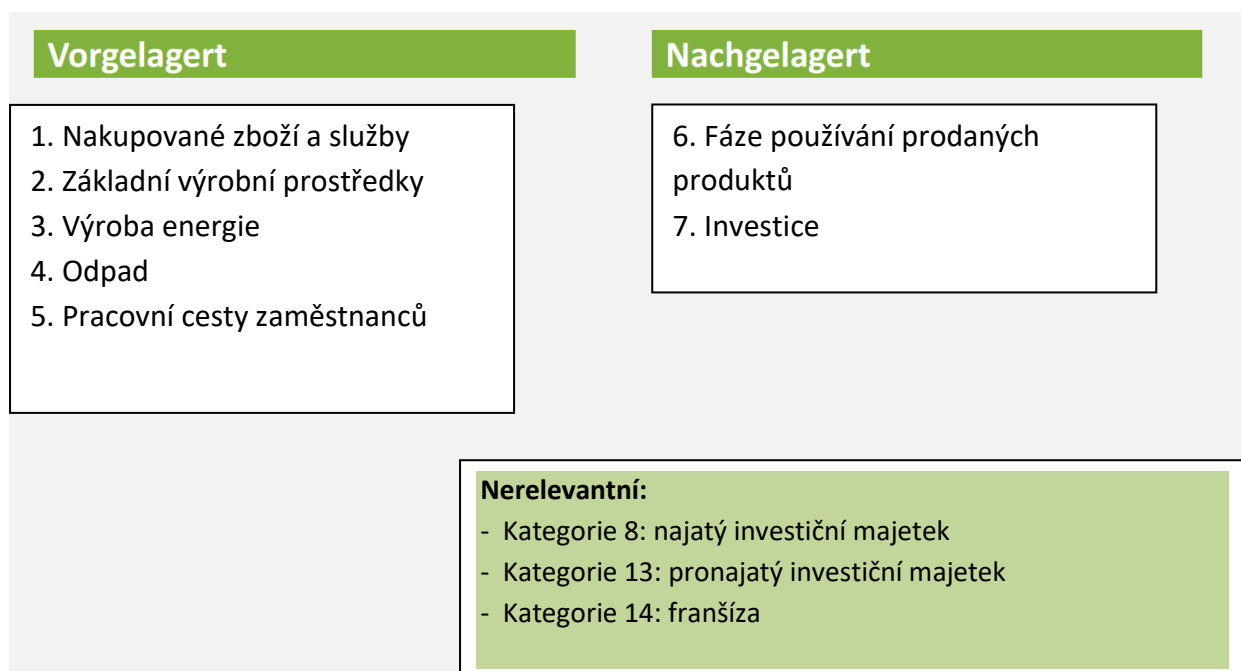 Vorgelagert
1. Nakupované zboží a služby
2. Základní výrobní prostředky
3. Výroba energie
4. Odpad
5. Pracovní cesty zaměstnanců
Nachgelagert
6. Fáze používání prodaných
produktů
7. Investice
Nerelevantní:
- Kategorie 8: najatý investiční majetek
- Kategorie 13: pronajatý investiční majetek
- Kategorie 14: franšíza